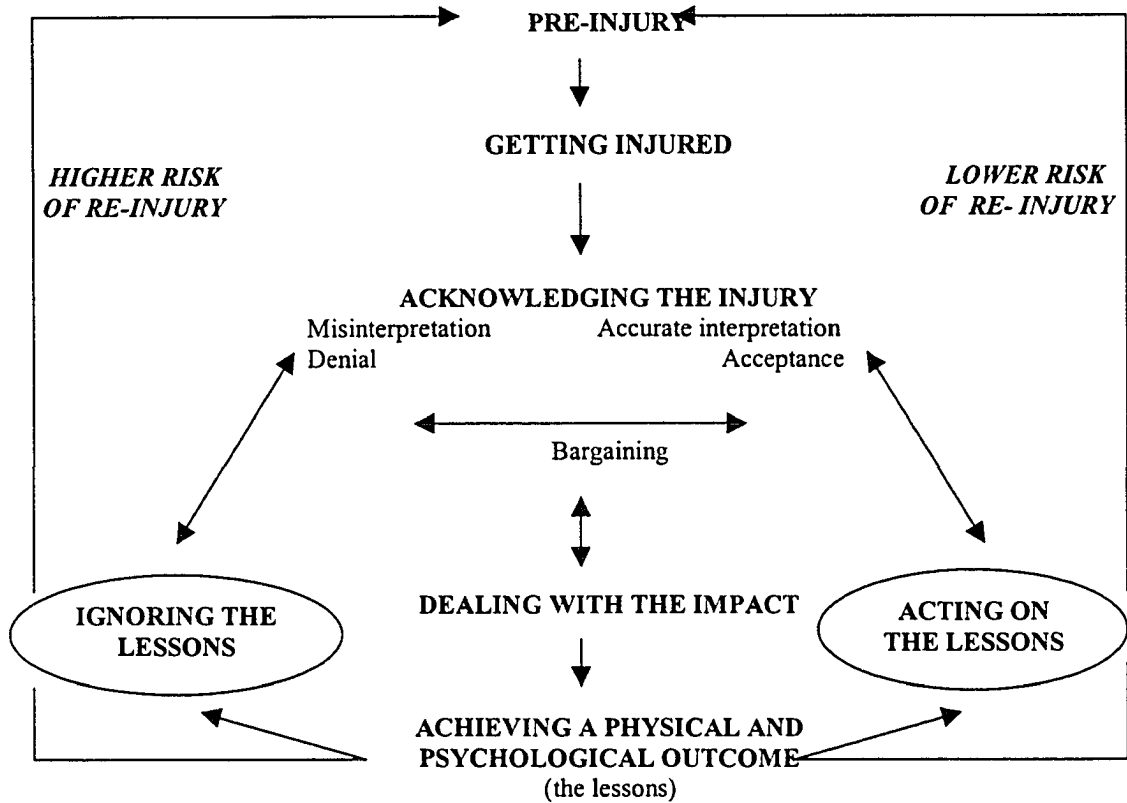 PRE-INJURY
GETTING INJURED
HIGHER RISK
OF RE-INJURY
LOWER RISK
OF RE- INJURY
ACKNOWLEDGING THE INJURY
Misinterpretation
Denial
Accurate interpretation
Acceptance
Bargaining
IGNORING THE
LESSONS
DEALING WITH THE IMPACT
ACTING ON
THE LESSONS
ACHIEVING A PHYSICAL AND
PSYCHOLOGICAL OUTCOME
(the lessons)